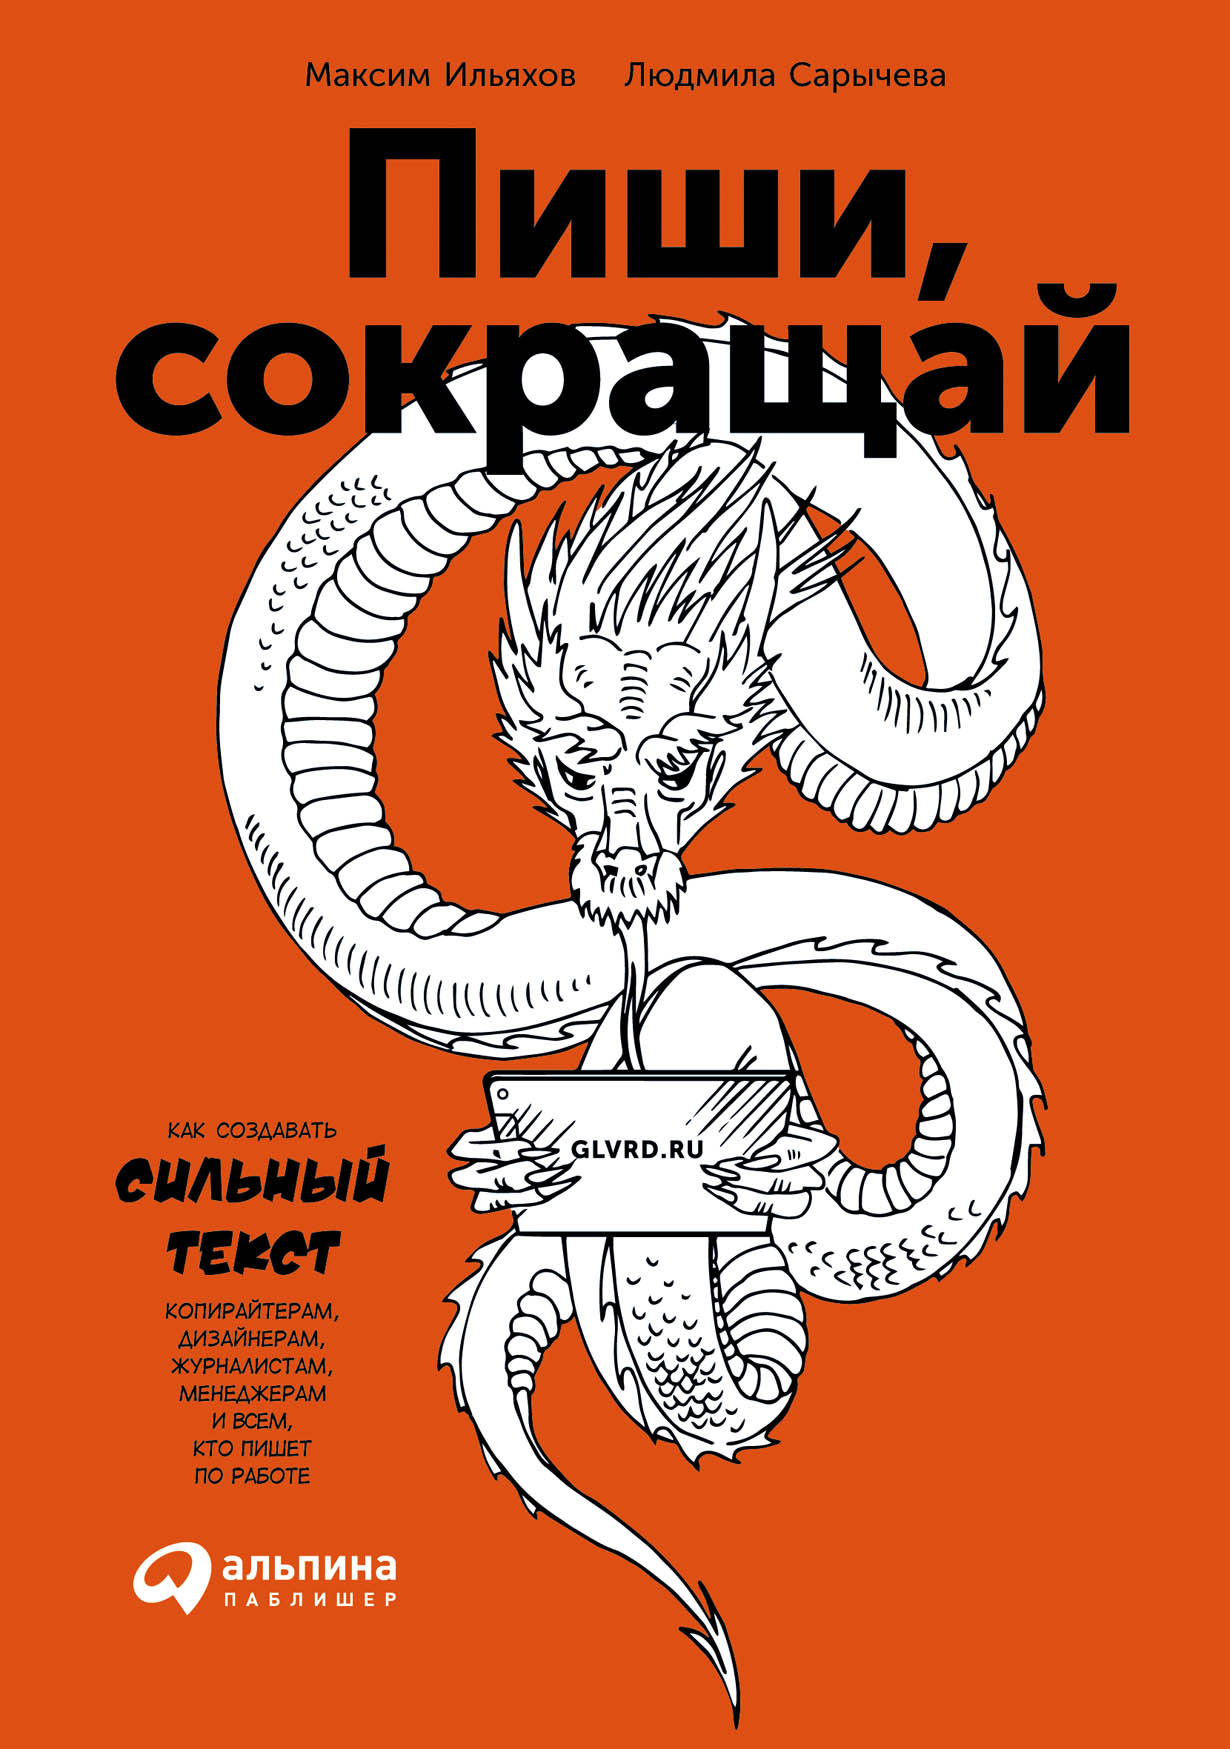 Максим Ильяхов Людмила Сарычева
Пиши,
сокращай
GLVRD.RU
КАК СОЗДАВАТЬ
СИЛЬНЫЙ
ТЕКСТ
КОПИРАЙТЕРАМ,
ДИЗАЙНЕРАМ,
ЖУРНАЛИСТАМ,
МЕНЕДЖЕРАМ
И ВСЕМ,
КТО ПИШЕТ
ПО РАБОТЕ
альпина
ПАБЛИШЕР